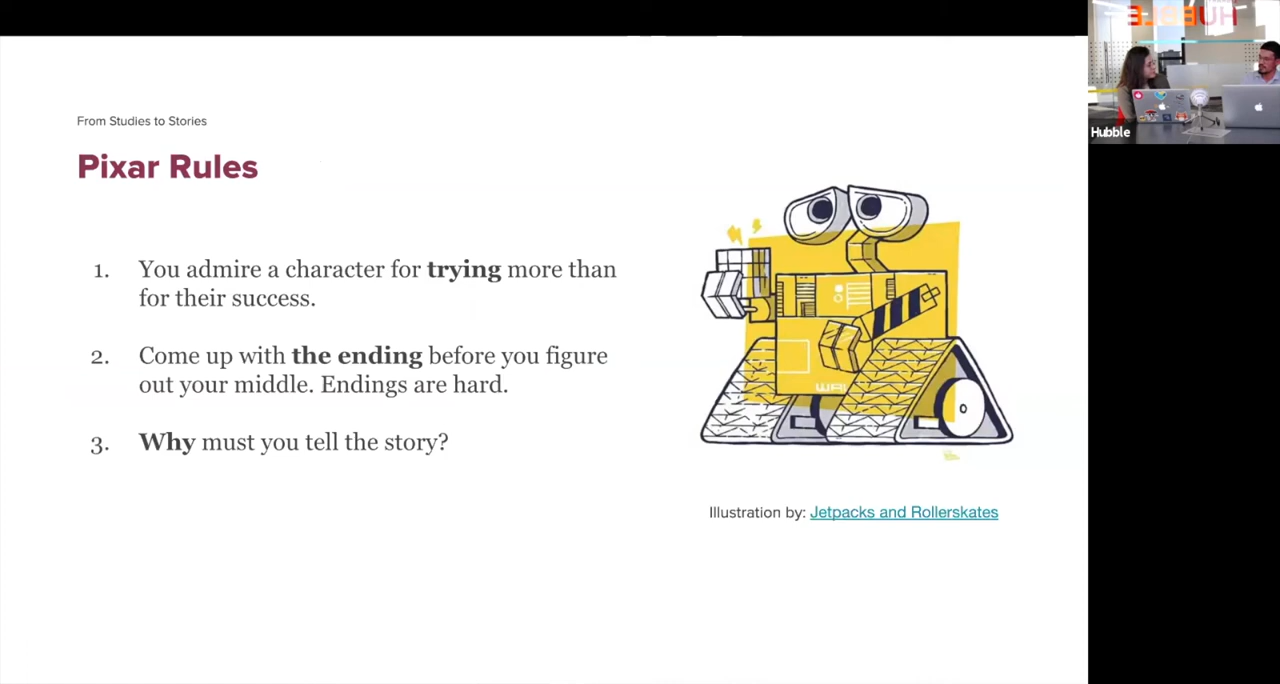 From Studies to Stories
Pixar Rules
1. You admire a character for trying more than
for their success.
2. Come up with the ending before you figure
out your middle. Endings are hard.
3. Why must you tell the story?
WAL
Illustration by: Jetpacks and Rollerskates
HUBBLE
Hubble